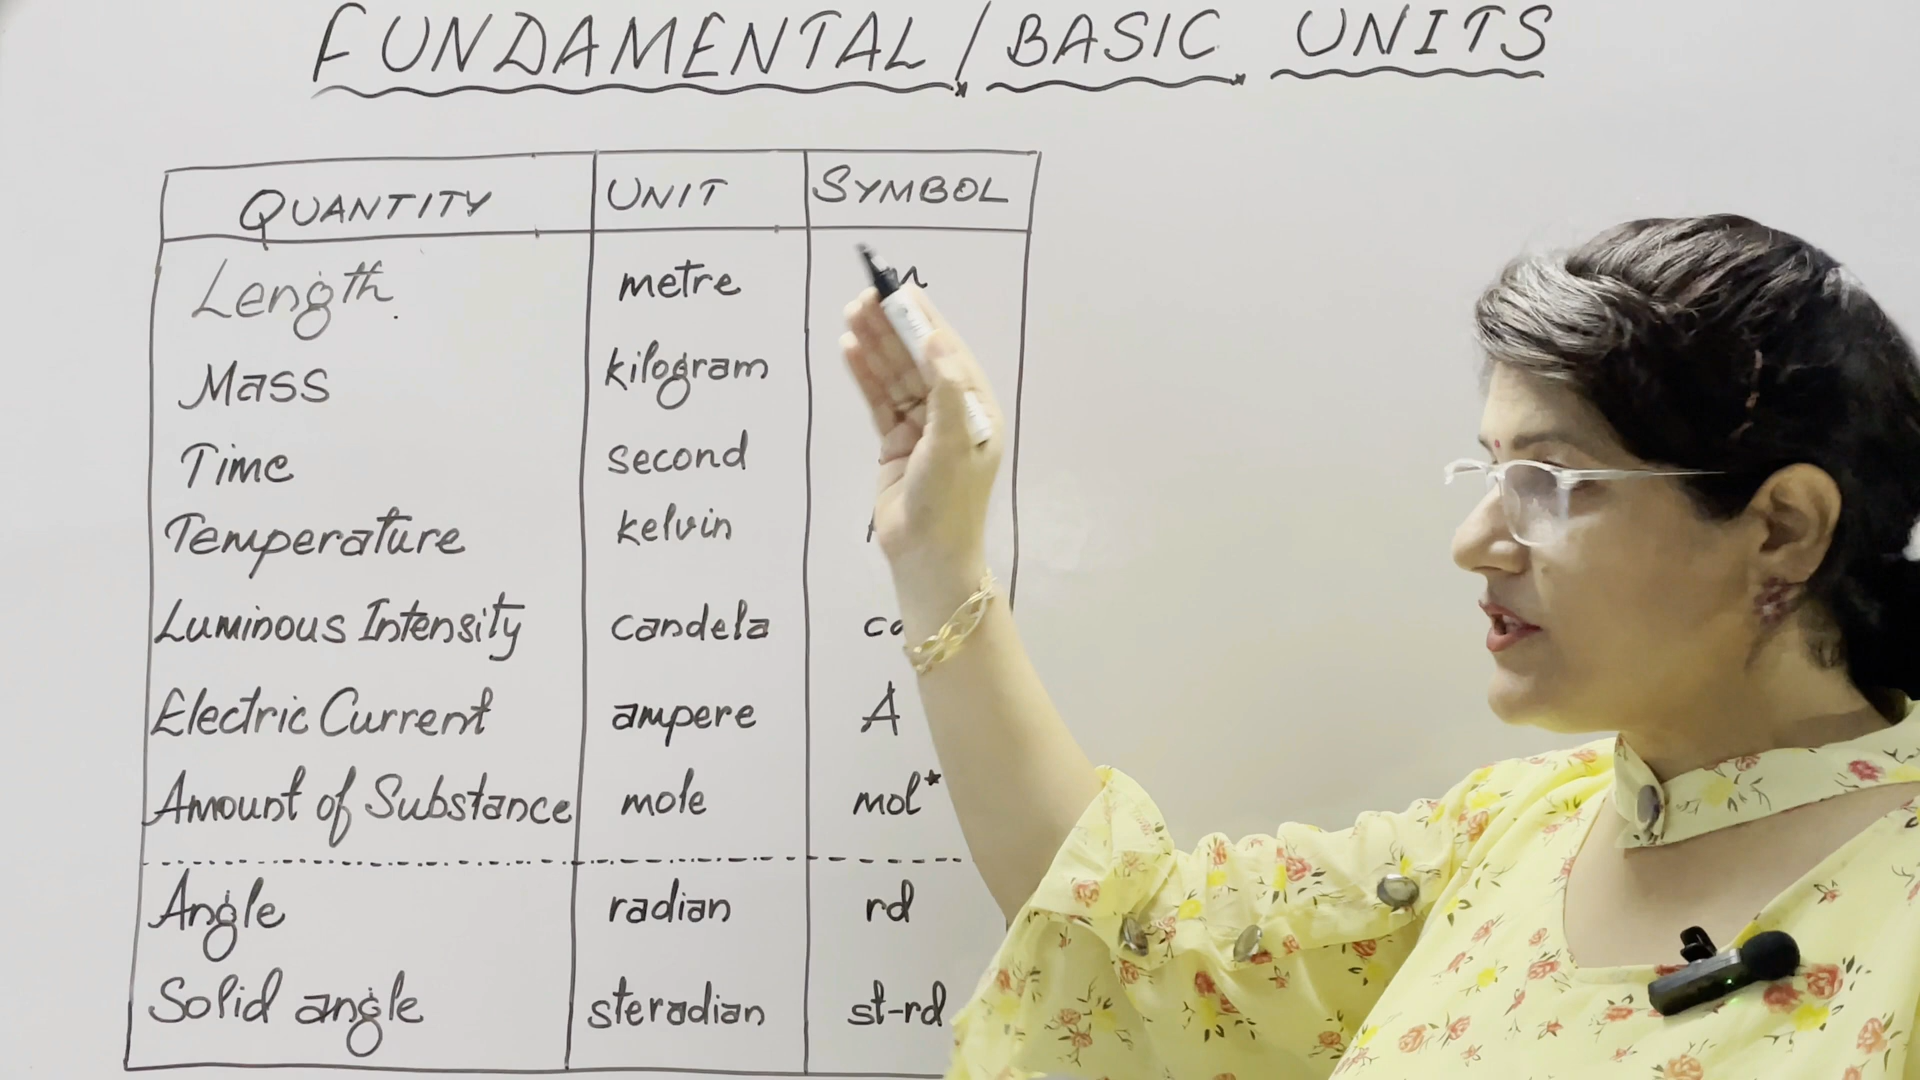 FUNDAMENTAL / BASIC UNITS
QUANTITY UNIT SYMBOL
Length metre
Mass kilogram
Time second
Temperature kelvin
Luminous Intensity candela
Electric Current ampere A
Amount of Substance mole mol*
Angle radian rd
Solid angle steradian st-rd